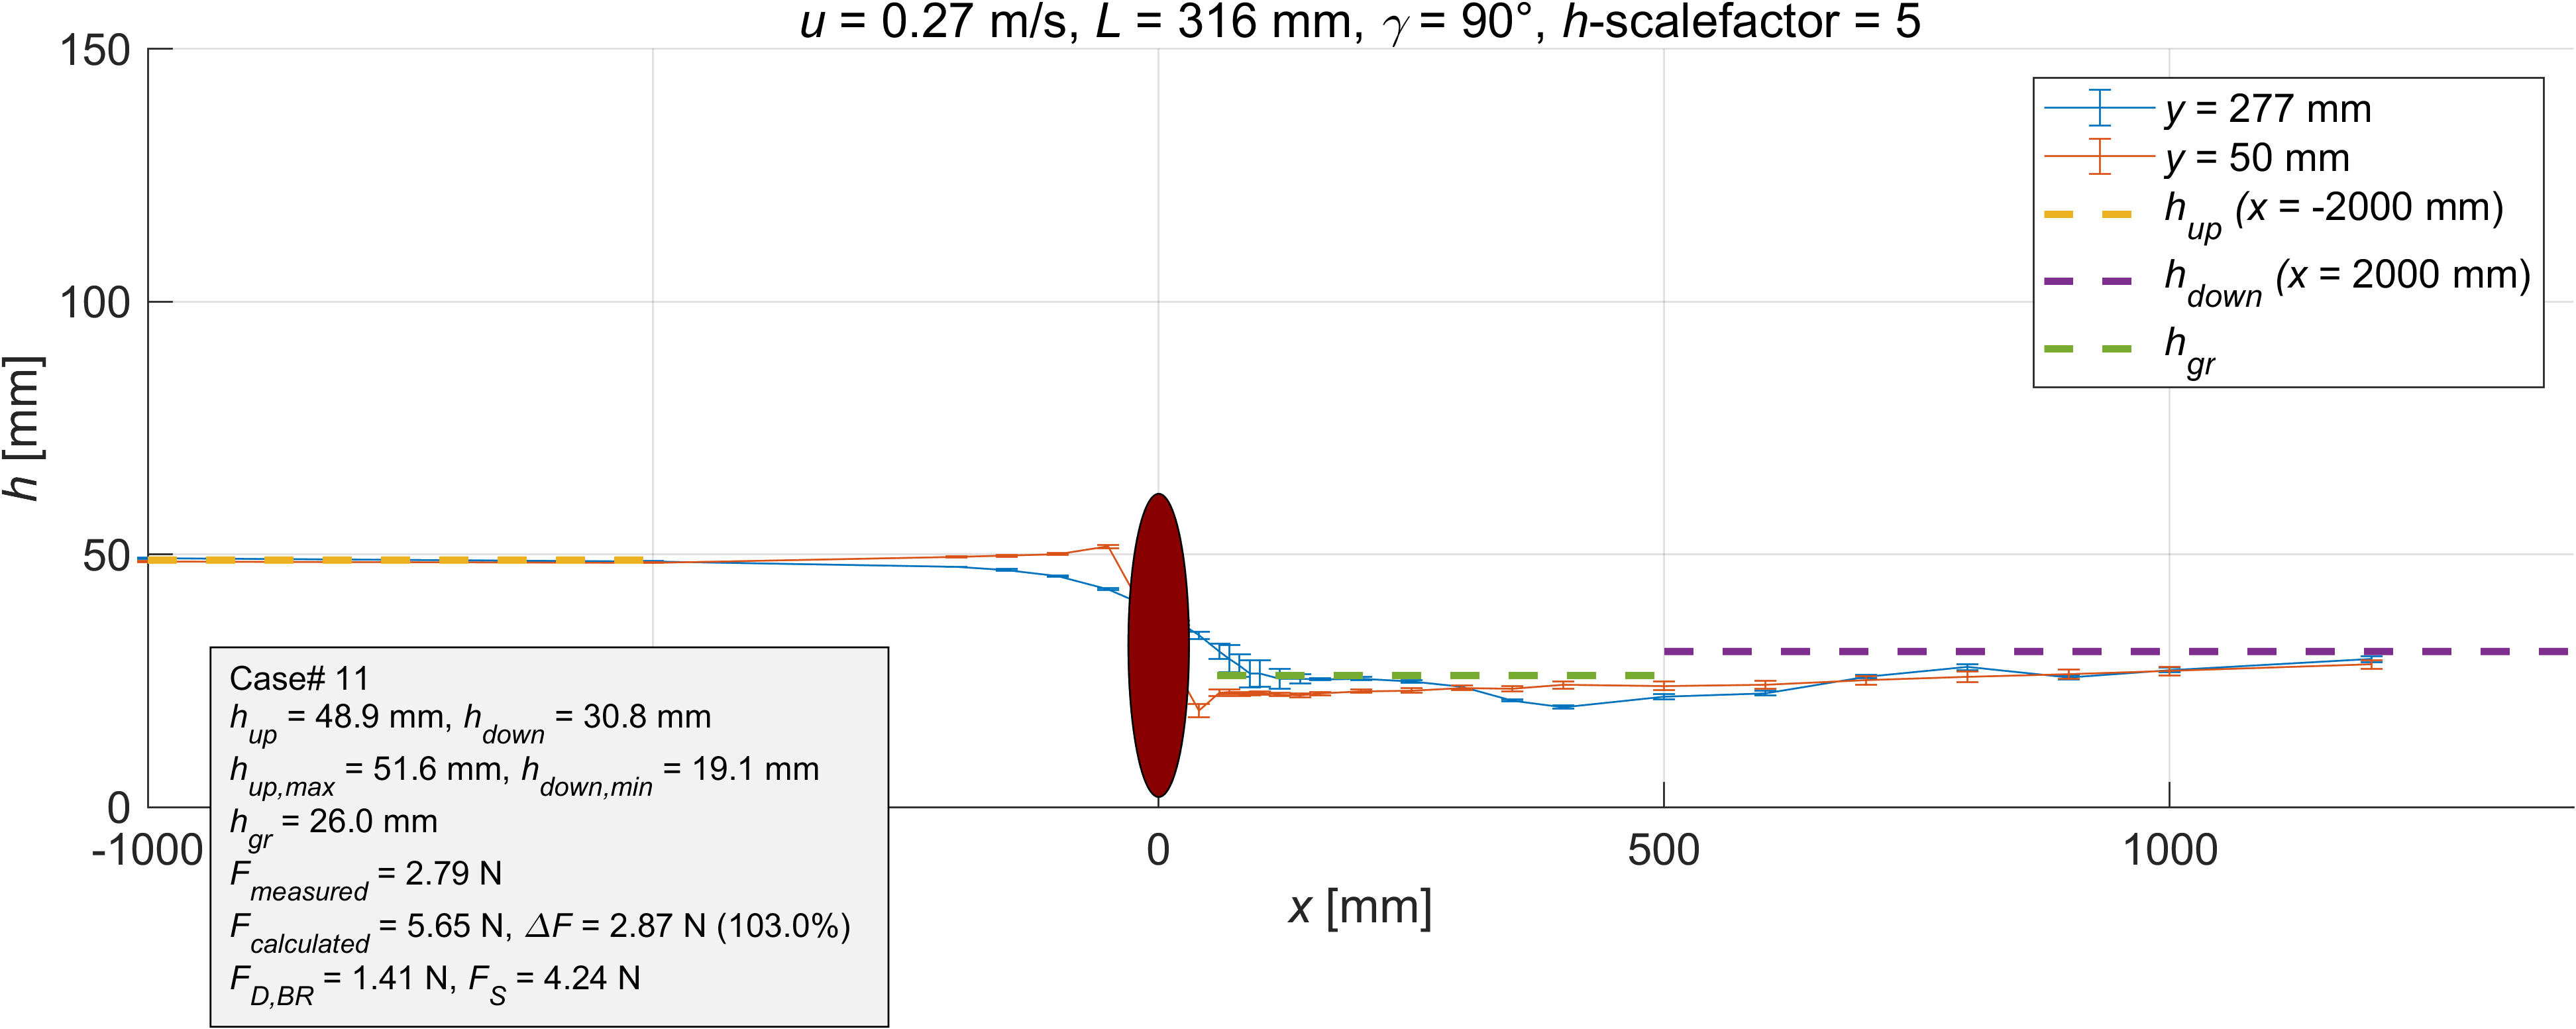 u = 0.27 m/s, L = 316 mm, γ = 90°, h-scalefactor = 5
150
100
50
0
h [mm]
-1000
0
500
1000
x [mm]
y = 277 mm
y = 50 mm
h_up (x = -2000 mm)
h_down (x = 2000 mm)
h_gr
Case# 11
h_up = 48.9 mm, h_down = 30.8 mm
h_up,max = 51.6 mm, h_down,min = 19.1 mm
h_gr = 26.0 mm
F_measured = 2.79 N
F_calculated = 5.65 N, ΔF = 2.87 N (103.0%)
F_D,BR = 1.41 N, F_S = 4.24 N